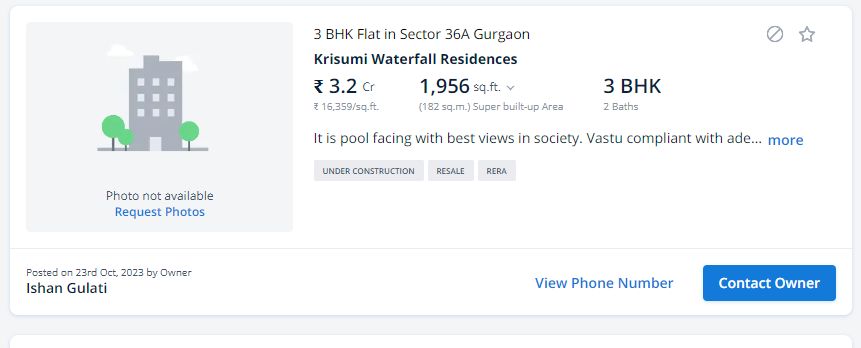 3 BHK Flat in Sector 36A Gurgaon
Krisumi Waterfall Residences
₹ 3.2 Cr 1,956 sq.ft. 3 BHK
₹ 16,359/sq.ft. (182 sq.m.) Super built-up Area 2 Baths
It is pool facing with best views in society. Vastu compliant with ade... more
UNDER CONSTRUCTION RESALE RERA
Photo not available
Request Photos
Posted on 23rd Oct, 2023 by Owner
Ishan Gulati
View Phone Number Contact Owner